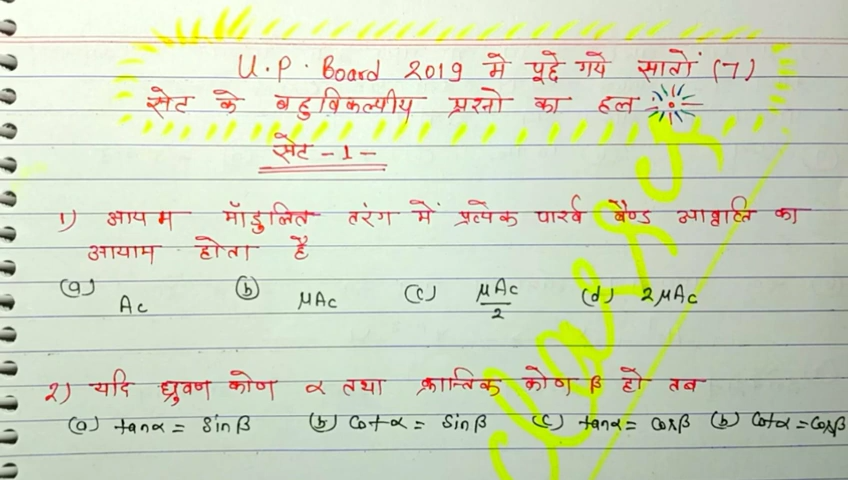 U.P. Board 2019 मे पूछे गये सातों (7)
सेट के बहुविकल्पीय प्रश्नो का हल
सेट -1-
1) आयाम मॉडुलित तरंग में प्रत्येक पार्श्व बैण्ड आवृत्ति का
आयाम होता है
(a) Ac (b) μAc (c) μAc/2 (d) 2μAc
2) यदि ध्रुवण कोण α तथा क्रान्तिक कोण β हो तब
(a) tanα = sinβ (b) Cotα = sinβ (c) tanα = cosβ (b) Cotα = Cosβ